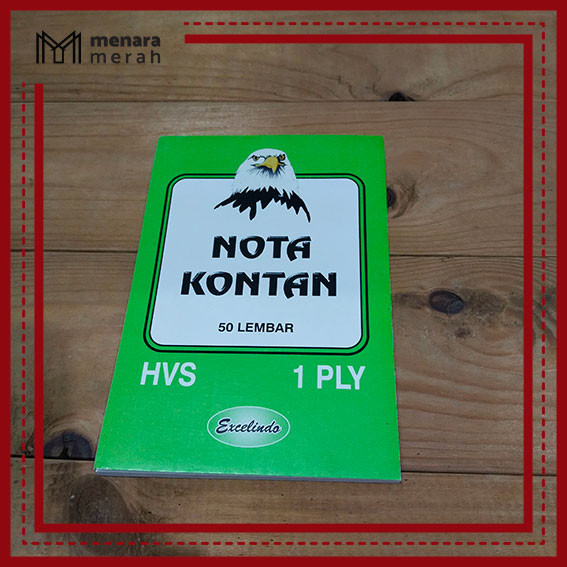 menara
merah
NOTA
KONTAN
50 LEMBAR
HVS 1 PLY
Excelindo